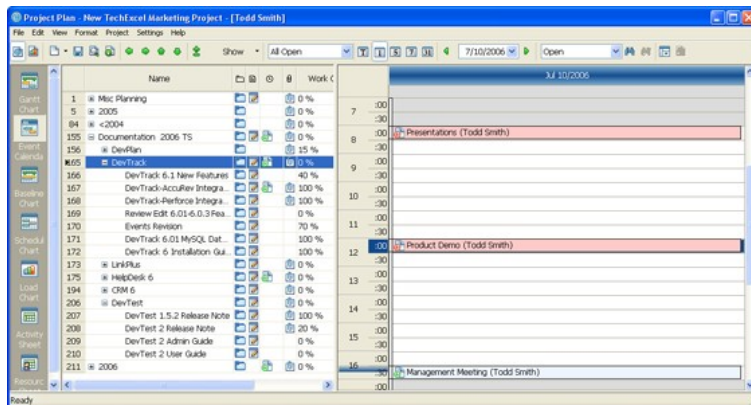 Project Plan - New TechExcel Marketing Project - [Todd Smith]
File Edit View Format Project Settings Help
Show All Open 7/10/2006 Open
Name Work C
Jul 10/2006
1 Misc Planning 0 %
5 2005 0 %
84 <2004 0 %
155 Documentation 2006 TS 0 %
156 DevPlan 15 %
165 DevTrack 0 %
166 DevTrack 6.1 New Features 40 %
167 DevTrack-AccuRev Integra... 100 %
168 DevTrack-Perforce Integra... 100 %
169 Review Edit 6.01-6.0.3 Fea... 0 %
170 Events Revision 70 %
171 DevTrack 6.01 MySQL Dat... 100 %
172 DevTrack 6 Installation Gui... 100 %
173 LinkPlus 0 %
175 HelpDesk 6 0 %
194 CRM 6 0 %
206 DevTest 0 %
207 DevTest 1.5.2 Release Note 100 %
208 DevTest 2 Release Note 20 %
209 DevTest 2 Admin Guide 0 %
210 DevTest 2 User Guide 0 %
211 2006 0 %
Gantt
Chart
Event
Calenda
Baseline
Chart
Schedul
Chart
Load
Chart
Activity
Sheet
Resourc
7 :00
:30
8 :00 Presentations (Todd Smith)
:30
9 :00
:30
10 :00
:30
11 :00
:30
12 :00 Product Demo (Todd Smith)
:30
13 :00
:30
14 :00
:30
15 :00
:30
16 :00
:30 Management Meeting (Todd Smith)
:00
Ready